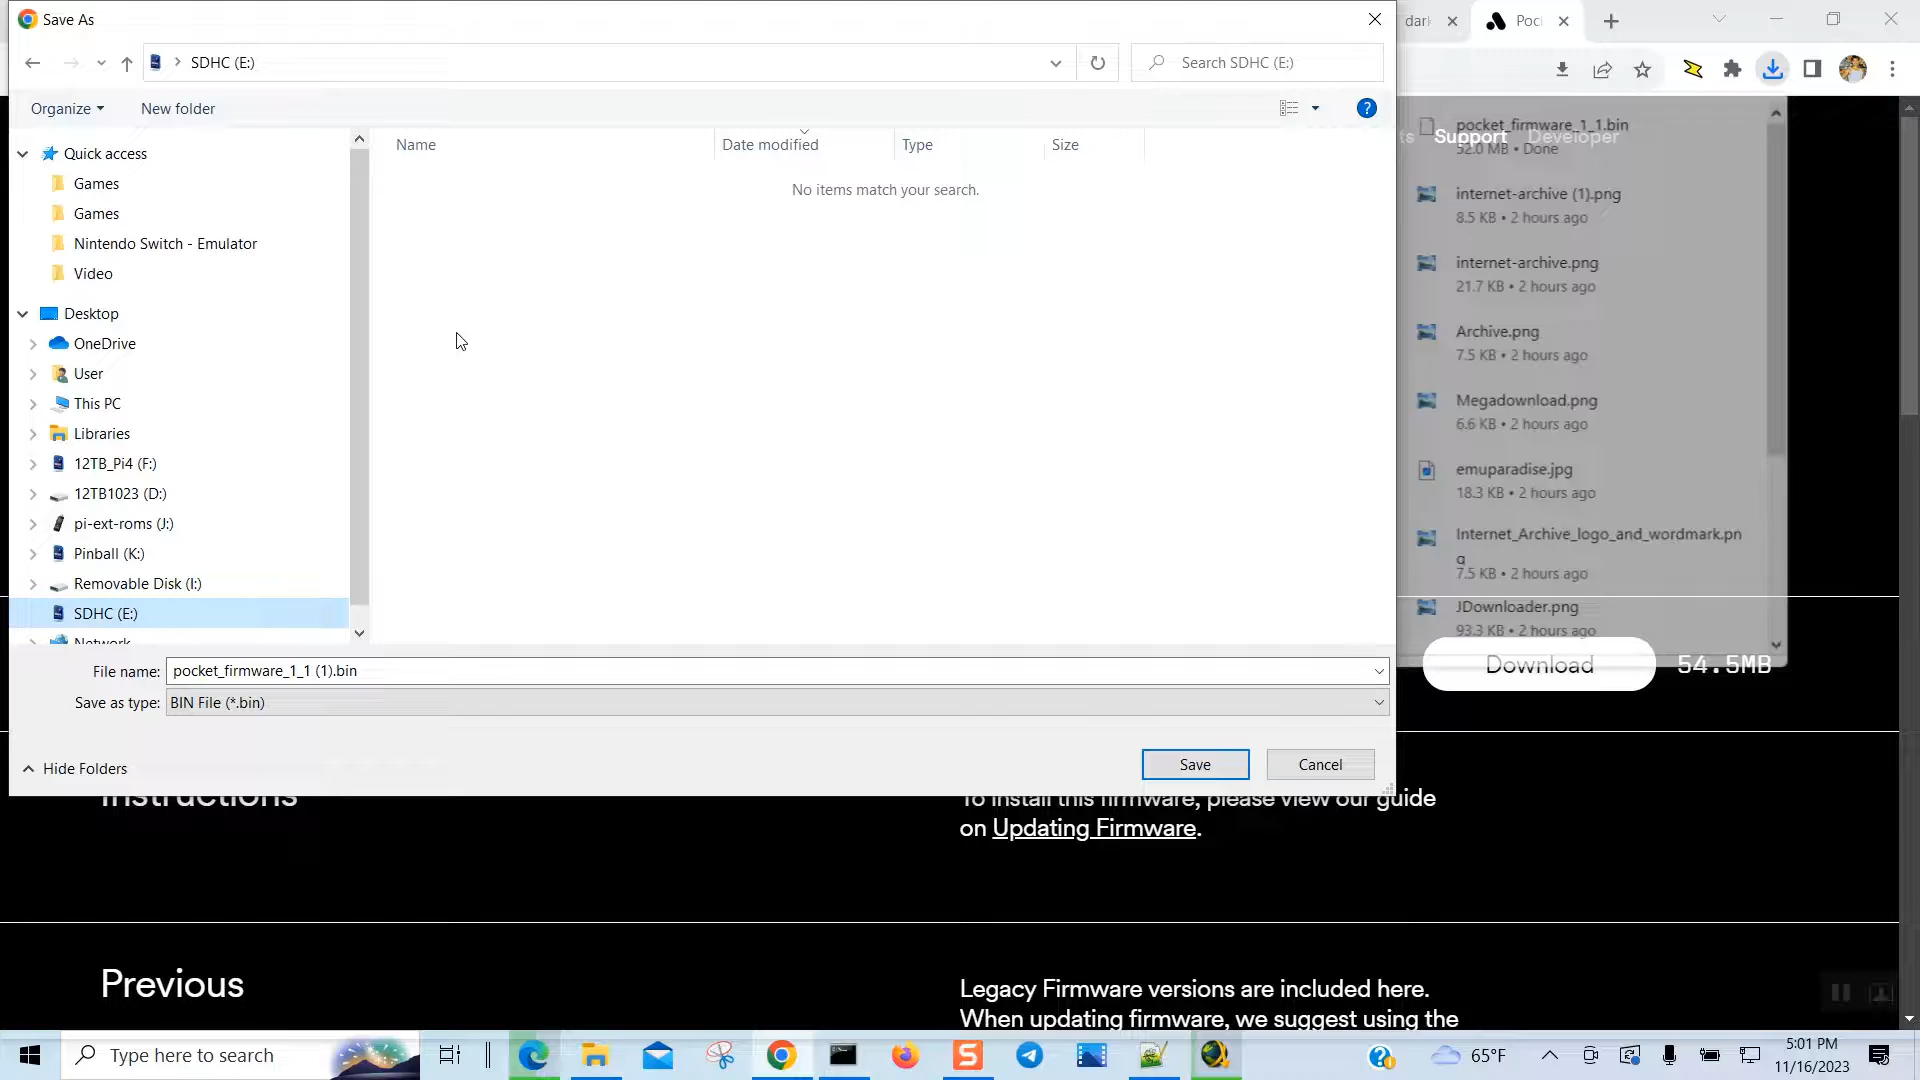 Save As
dark
Poc
SDHC (E:)
Search SDHC (E:)
Organize
New folder
?
Name
Date modified
Type
Size
No items match your search.
Quick access
Games
Games
Nintendo Switch - Emulator
Video
Desktop
OneDrive
User
This PC
Libraries
12TB_Pi4 (F:)
12TB1023 (D:)
pi-ext-roms (J:)
Pinball (K:)
Removable Disk (I:)
SDHC (E:)
Network
File name: pocket_firmware_1_1 (1).bin
Save as type: BIN File (*.bin)
Hide Folders
Save
Cancel
ts Support Developer
pocket_firmware_1_1.bin
52.0 MB • Done
internet-archive (1).png
8.5 KB • 2 hours ago
internet-archive.png
21.7 KB • 2 hours ago
Archive.png
7.5 KB • 2 hours ago
Megadownload.png
6.6 KB • 2 hours ago
emuparadise.jpg
18.3 KB • 2 hours ago
Internet_Archive_logo_and_wordmark.pn
g
7.5 KB • 2 hours ago
JDownloader.png
93.3 KB • 2 hours ago
Download
54.5MB
Instructions
To install this firmware, please view our guide
on Updating Firmware.
Previous
Legacy Firmware versions are included here.
When updating firmware, we suggest using the
Type here to search
65°F
5:01 PM
11/16/2023